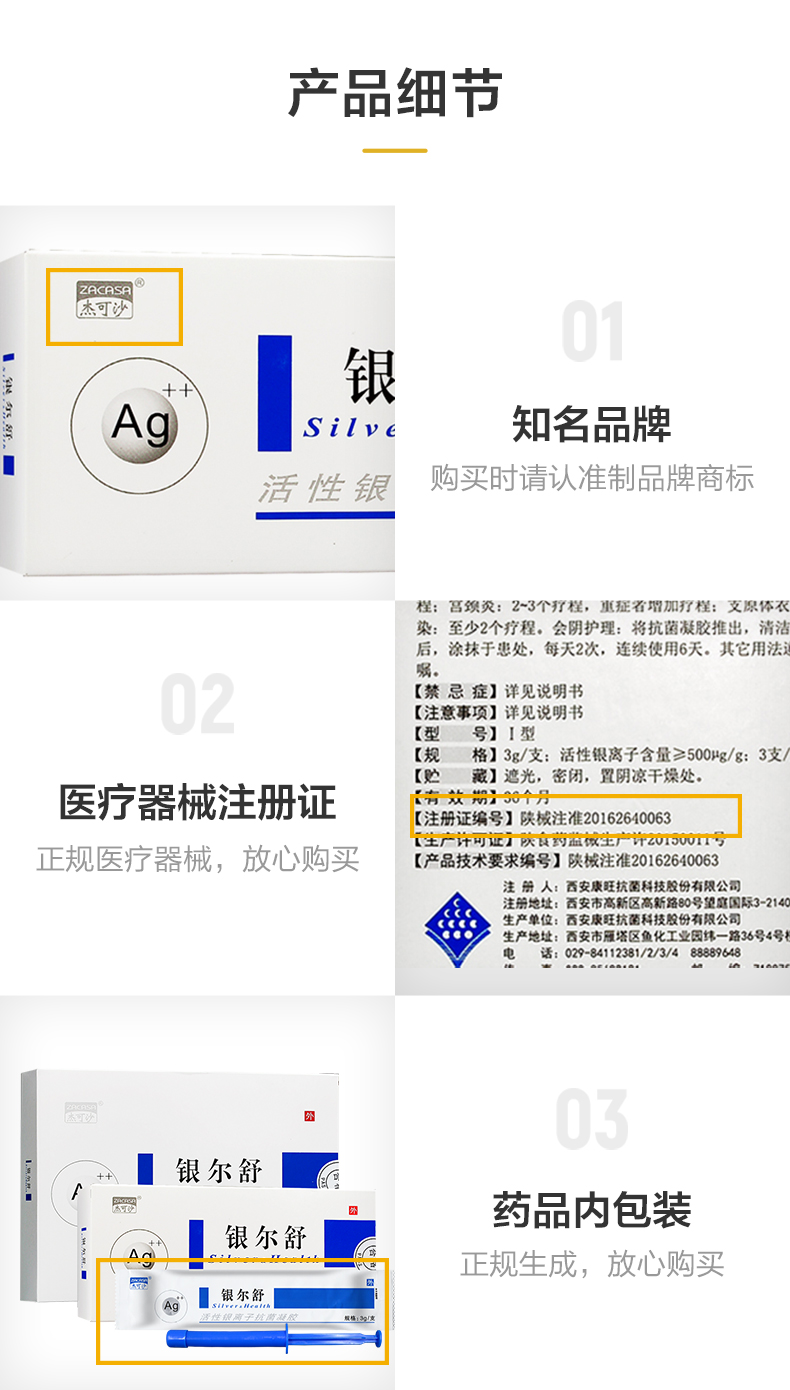 产品细节
ZACASA®
杰可沙
Ag++
银尔舒
银
Silve
活性银
01
知名品牌
购买时请认准制品牌商标
02
医疗器械注册证
正规医疗器械，放心购买
程；宫颈炎：2~3个疗程，重症者增加疗程；支原体衣
染：至少2个疗程。会阴护理：将抗菌凝胶推出，清洁
后，涂抹于患处，每天2次，连续使用6天。其它用法
嘱。
【禁忌症】详见说明书
【注意事项】详见说明书
【型号】Ⅰ型
【规格】3g/支；活性银离子含量≥500μg/g；3支/
【贮藏】遮光，密闭，置阴凉干燥处。
【有效期】36个月
【注册证编号】陕械注准20162640063
【生产许可证】陕食药监械生产许20150011号
【产品技术要求编号】陕械注准20162640063
注册人：西安康旺抗菌科技股份有限公司
注册地址：西安市高新区高新路80号望庭国际3-2140
生产单位：西安康旺抗菌科技股份有限公司
生产地址：西安市雁塔区鱼化工业园纬一路36号4号
电话：029-84112381/2/3/4 88889648
ZACASA®
杰可沙
外
银尔舒
银尔舒
ZACASA
杰可沙
外
银尔舒
Ag++
银尔舒
Silver&Health
ZACASA
杰可沙
外
Ag++
银尔舒
Silver&Health
活性银离子抗菌凝胶
规格：3g/支
03
药品内包装
正规生成，放心购买